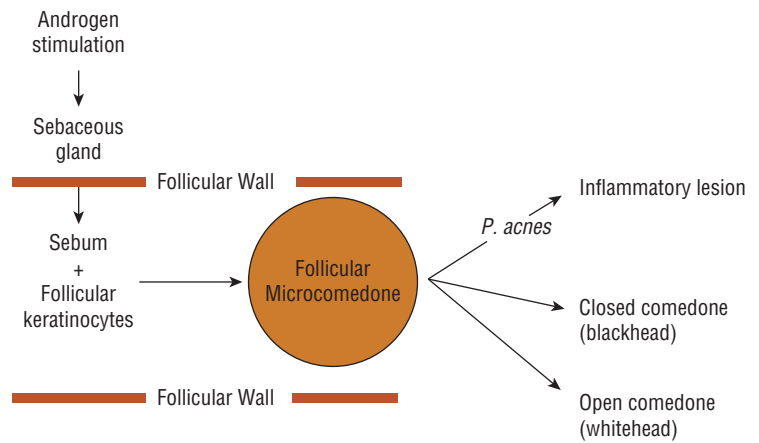 Androgen
stimulation
Sebaceous
gland
Follicular Wall
Sebum
+
Follicular
keratinocytes
Follicular
Microcomedone
P. acnes
Inflammatory lesion
Closed comedone
(blackhead)
Open comedone
(whitehead)
Follicular Wall